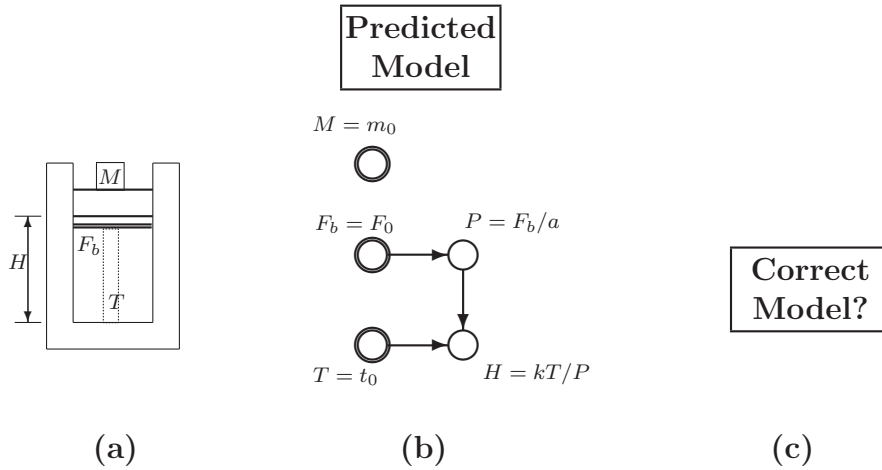 Predicted
Model
$M = m_0$
$M$
$F_b = F_0$
$P = F_b/a$
$F_b$
$H$
$T$
Correct
Model?
$T = t_0$
$H = kT/P$
(a)
(b)
(c)